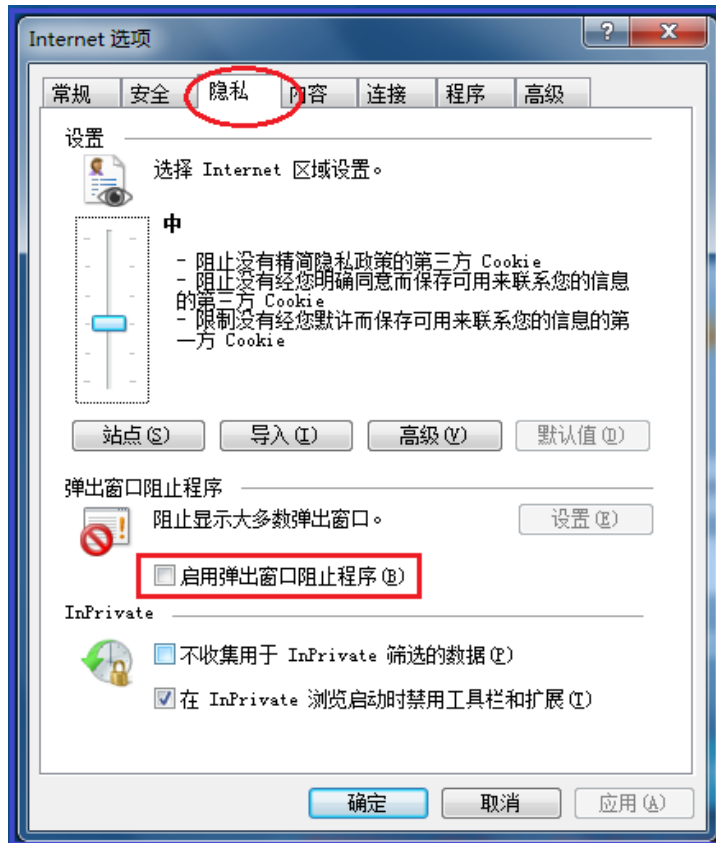 Internet 选项
常规 安全 隐私 内容 连接 程序 高级
设置
选择 Internet 区域设置。
中
- 阻止没有精简隐私政策的第三方 Cookie
- 阻止没有经您明确同意而保存可用来联系您的信息
的第三方 Cookie
- 限制没有经您默许而保存可用来联系您的信息的第
一方 Cookie
站点(S) 导入(I) 高级(V) 默认值(D)
弹出窗口阻止程序
阻止显示大多数弹出窗口。 设置(E)
启用弹出窗口阻止程序(B)
InPrivate
不收集用于 InPrivate 筛选的数据(P)
在 InPrivate 浏览启动时禁用工具栏和扩展(T)
确定 取消 应用(A)